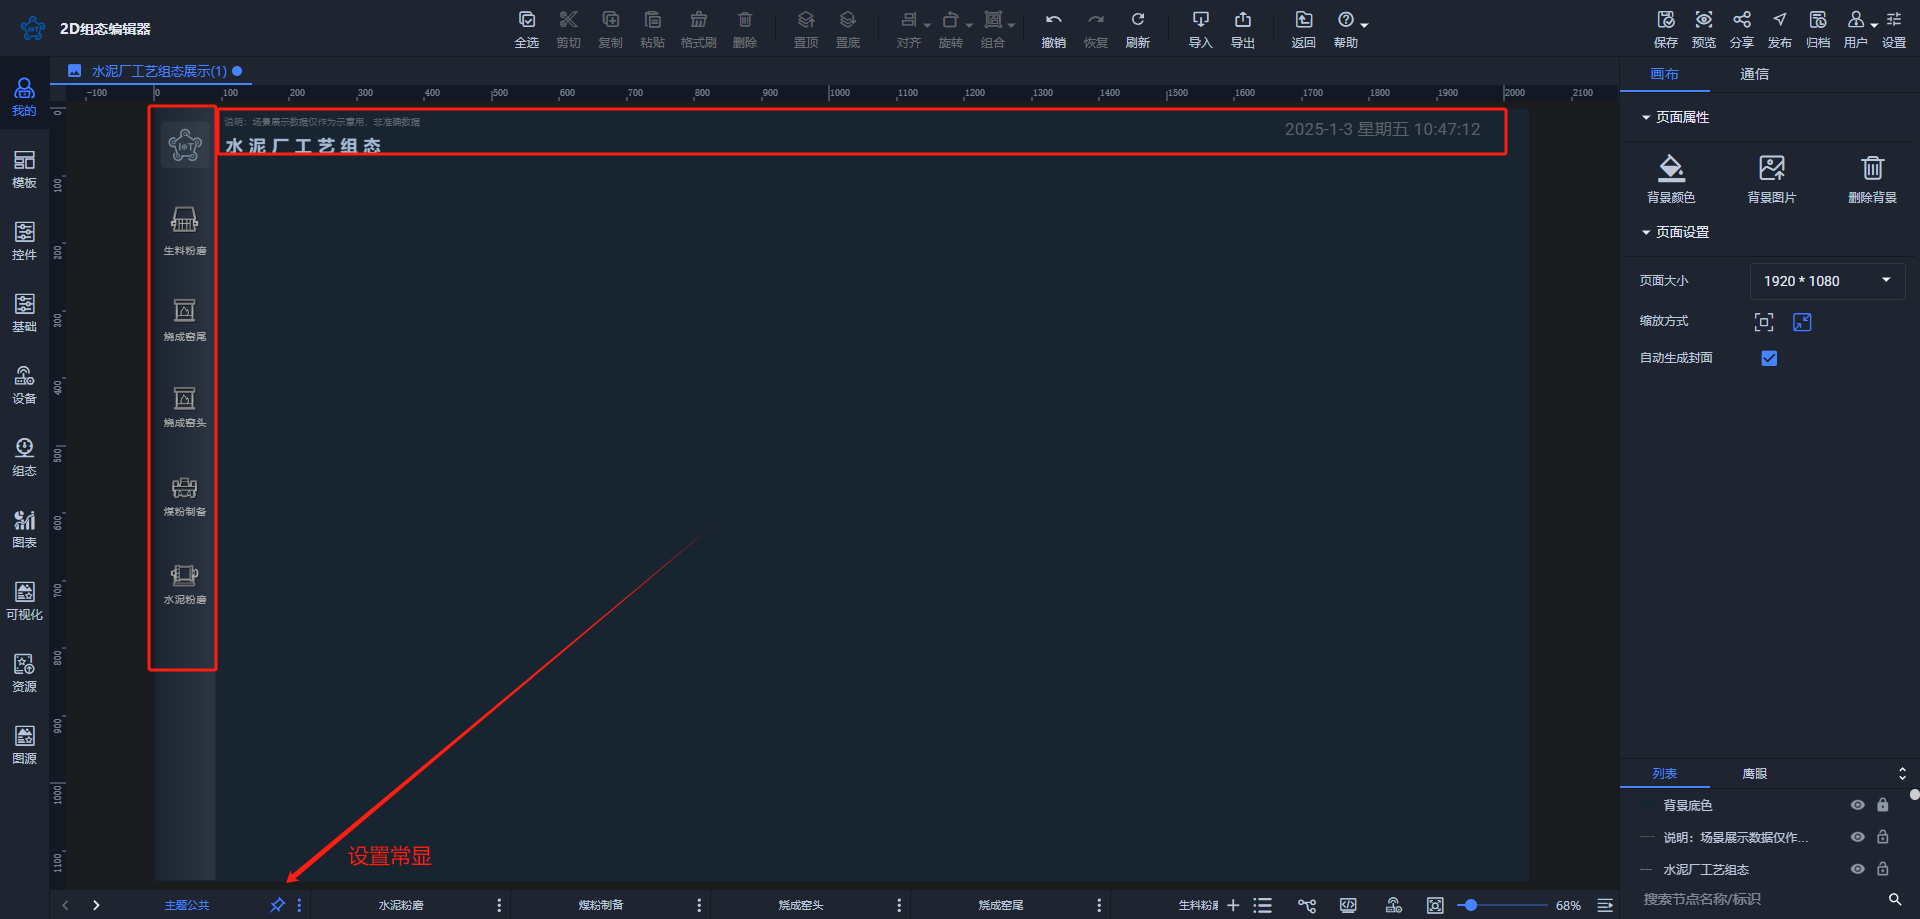 2D组态编辑器
全选 剪切 复制 粘贴 格式刷 删除 置顶 置底 对齐 旋转 组合 撤销 恢复 刷新 导入 导出 返回 帮助 保存 预览 分享 发布 归档 用户 设置
水泥厂工艺组态展示(1)
画布 通信
-100 0 100 200 300 400 500 600 700 800 900 1000 1100 1200 1300 1400 1500 1600 1700 1800 1900 2000 2100
0 100 200 300 400 500 600 700 800 900 1000 1100
我的
模板
控件
基础
设备
组态
图表
可视化
资源
图源
IoT
说明：场景展示数据仅作为示意用，非准确数据
水泥厂工艺组态
2025-1-3 星期五 10:47:12
生料粉磨
烧成窑尾
烧成窑头
煤粉制备
水泥粉磨
设置常显
页面属性
背景颜色 背景图片 删除背景
页面设置
页面大小 1920 * 1080
缩放方式
自动生成封面
列表 鹰眼
背景底色
说明：场景展示数据仅作...
水泥厂工艺组态
搜索节点名称/标识
主题公共 水泥粉磨 煤粉制备 烧成窑头 烧成窑尾 生料粉磨
68%